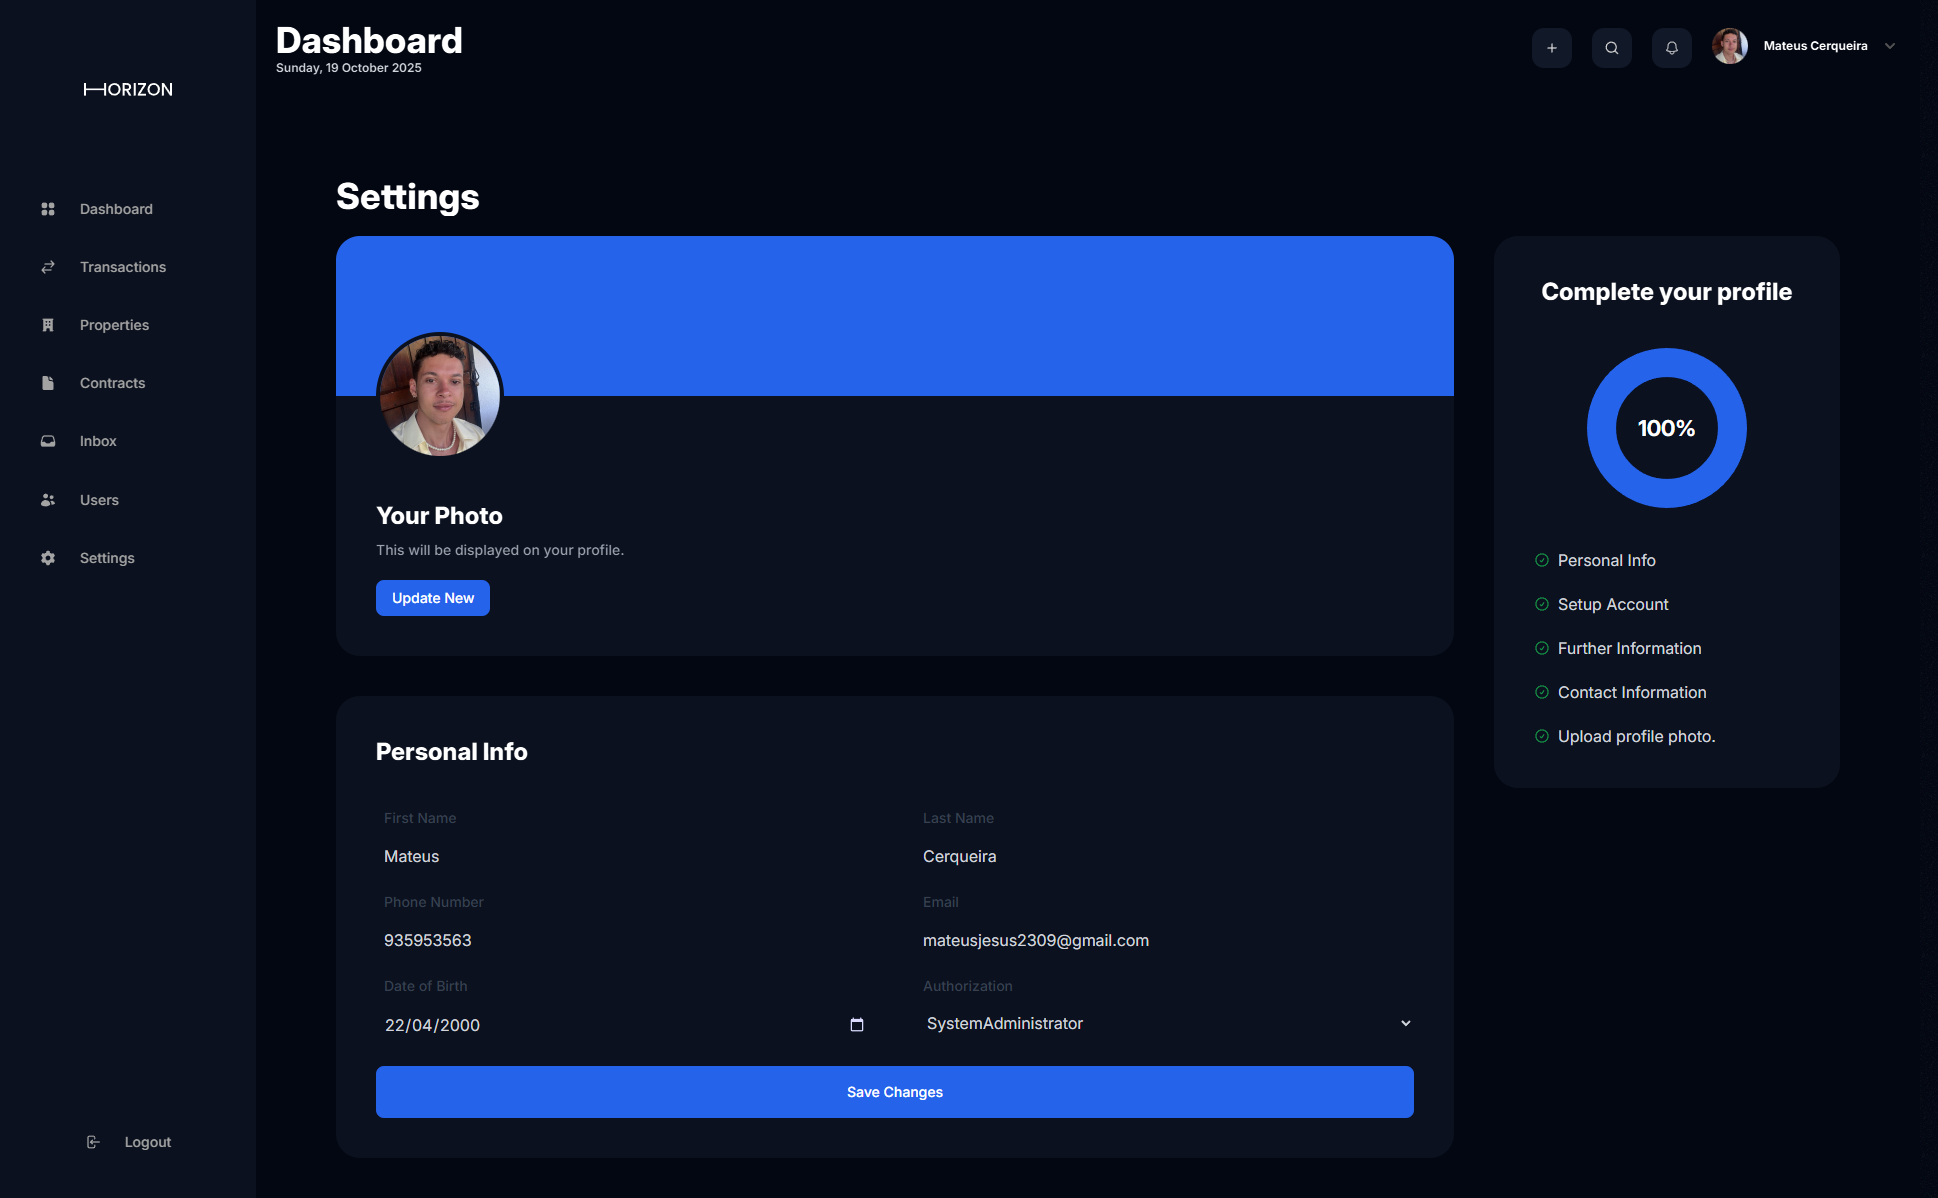 HORIZON
Dashboard
Transactions
Properties
Contracts
Inbox
Users
Settings
Logout
Dashboard
Sunday, 19 October 2025
Mateus Cerqueira
Settings
Your Photo
This will be displayed on your profile.
Update New
Personal Info
First Name
Mateus
Last Name
Cerqueira
Phone Number
935953563
Email
mateusjesus2309@gmail.com
Date of Birth
22/04/2000
Authorization
SystemAdministrator
Save Changes
Complete your profile
100%
Personal Info
Setup Account
Further Information
Contact Information
Upload profile photo.